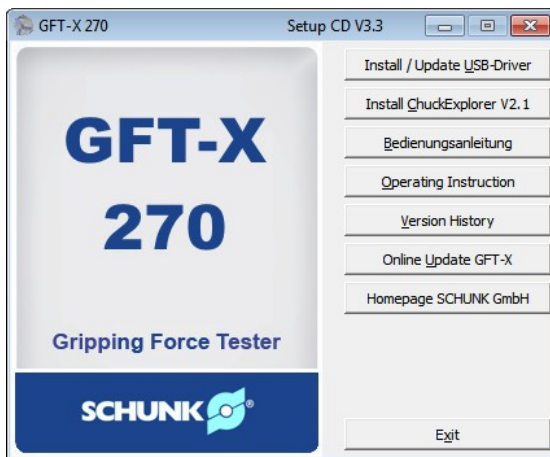 GFT-X 270 Setup CD V3.3
GFT-X
270
Gripping Force Tester
SCHUNK®
Install / Update USB-Driver
Install ChuckExplorer V2.1
Bedienungsanleitung
Operating Instruction
Version History
Online Update GFT-X
Homepage SCHUNK GmbH
Exit